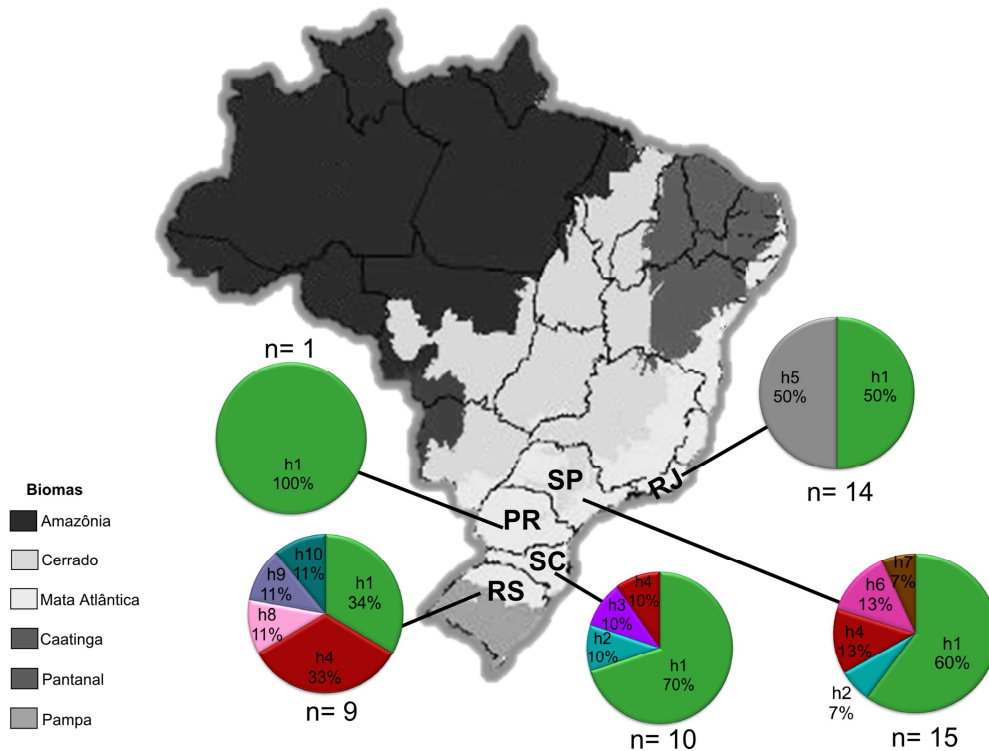 n= 1
h1
100%
h5
50%
h1
50%
n= 14
SP
RJ
PR
SC
RS
Biomas
Amazônia
Cerrado
Mata Atlântica
Caatinga
Pantanal
Pampa
h10
11%
h9
11%
h8
11%
h1
34%
h4
33%
n= 9
h4
10%
h3
10%
h2
10%
h1
70%
n= 10
h7
7%
h6
13%
h4
13%
h2
7%
h1
60%
n= 15